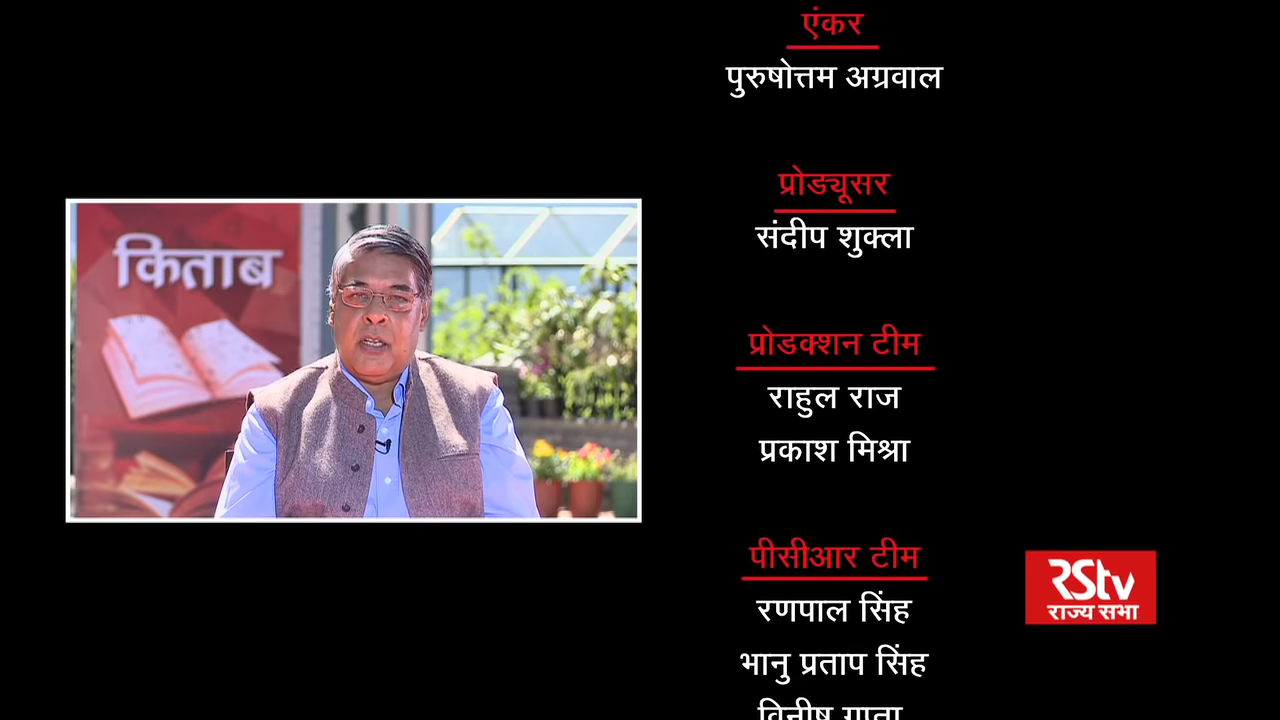 एंकर
पुरुषोत्तम अग्रवाल
प्रोड्यूसर
संदीप शुक्ला
किताब
प्रोडक्शन टीम
राहुल राज
प्रकाश मिश्रा
पीसीआर टीम
रणपाल सिंह
भानु प्रताप सिंह
RStv
राज्य सभा